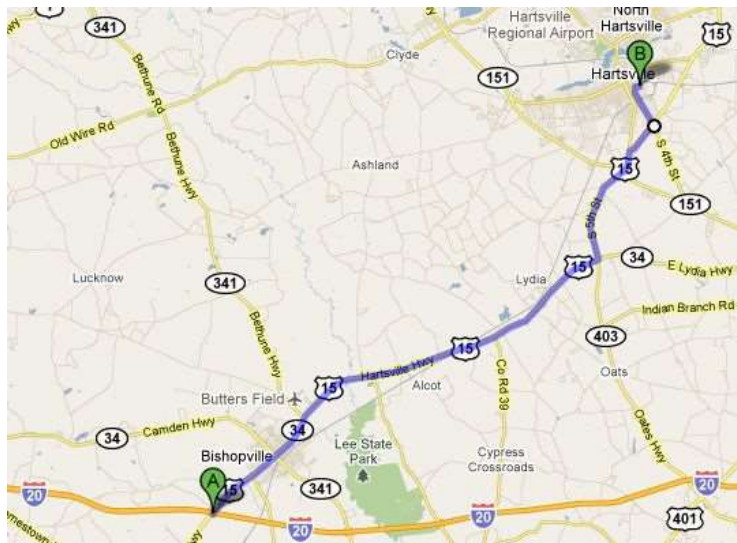 North
Hartsville
Hartsville
Regional Airport
341
15
B
Clyde
151
Hartsville
Bethune Rd
Old Wire Rd
S 4th St
Ashland
15
Bethune Hwy
151
S 5th St
34
E Lydia Hwy
15
Lucknow
341
Lydia
Indian Branch Rd
Bethune Hwy
403
15
Hartsville Hwy
Oats
15
Alcot
Co Rd 39
Butters Field
Camden Hwy
34
34
Oates Hwy
Lee State
Park
Bishopville
Cypress
Crossroads
A
15
341
20
20
20
20
401